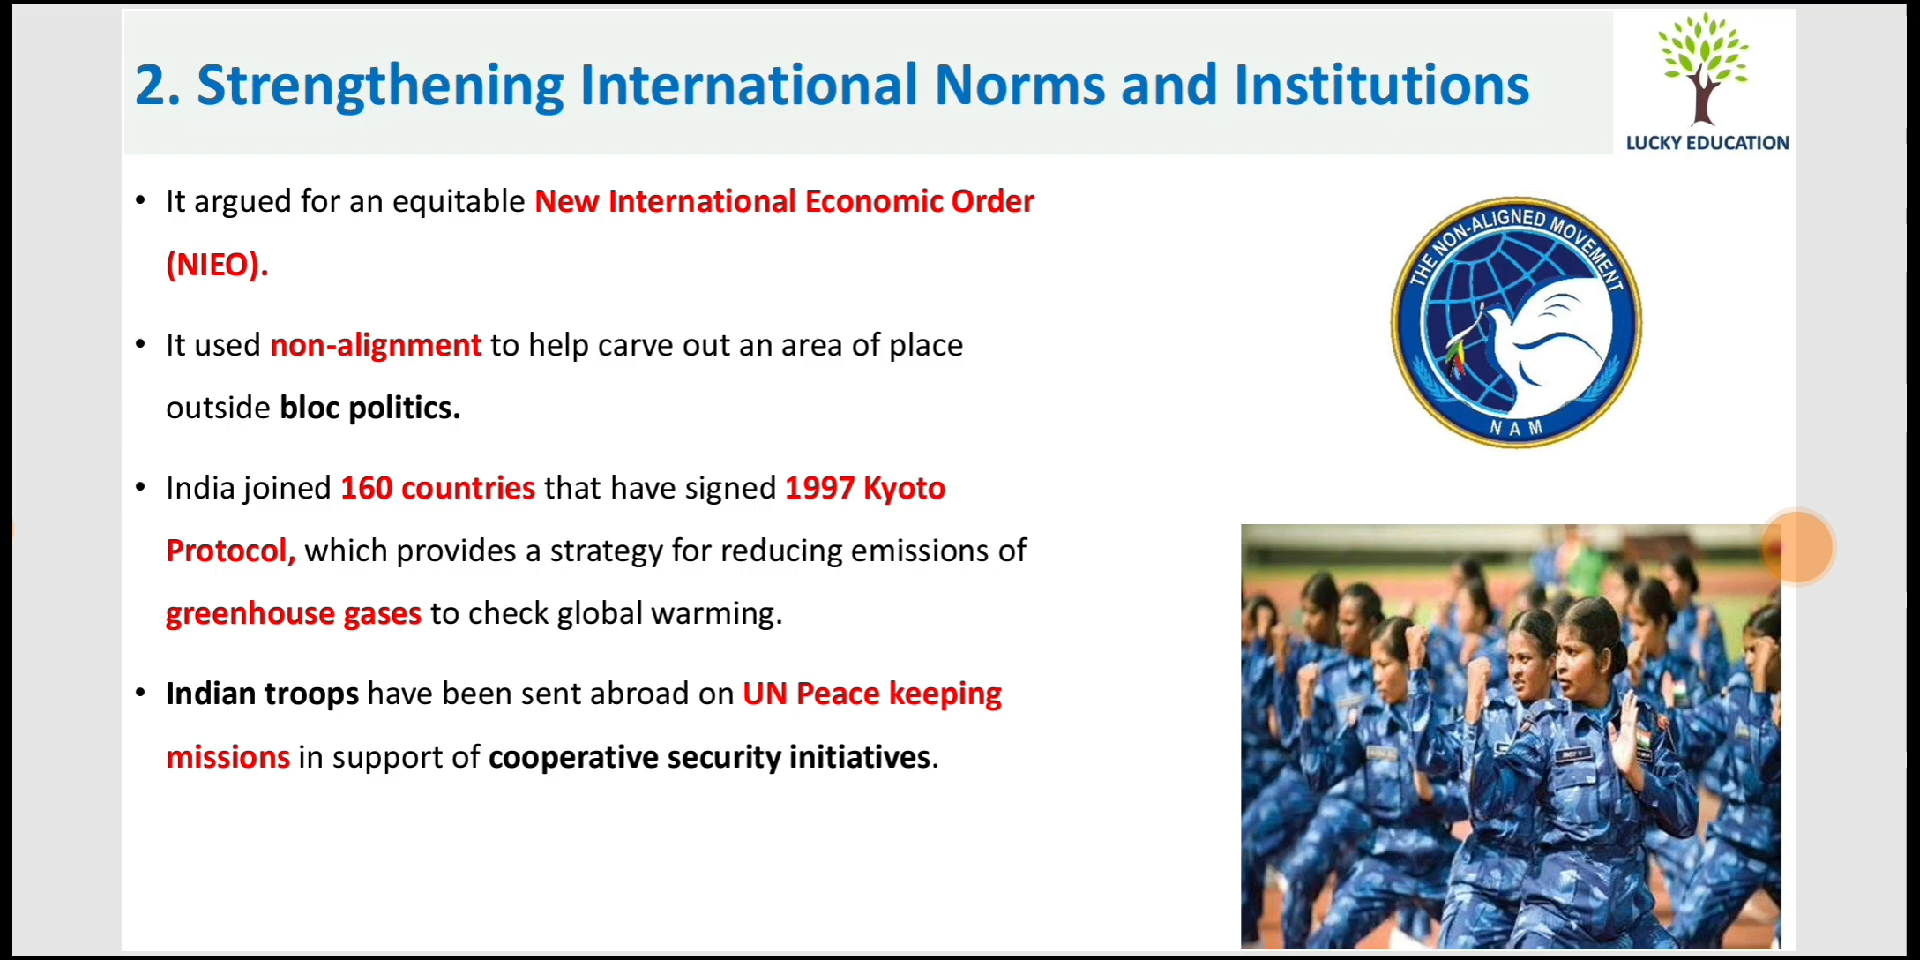 2. Strengthening International Norms and Institutions
LUCKY EDUCATION
• It argued for an equitable New International Economic Order
(NIEO).
• It used non-alignment to help carve out an area of place
outside bloc politics.
• India joined 160 countries that have signed 1997 Kyoto
Protocol, which provides a strategy for reducing emissions of
greenhouse gases to check global warming.
• Indian troops have been sent abroad on UN Peace keeping
missions in support of cooperative security initiatives.
THE NON-ALIGNED MOVEMENT
NAM